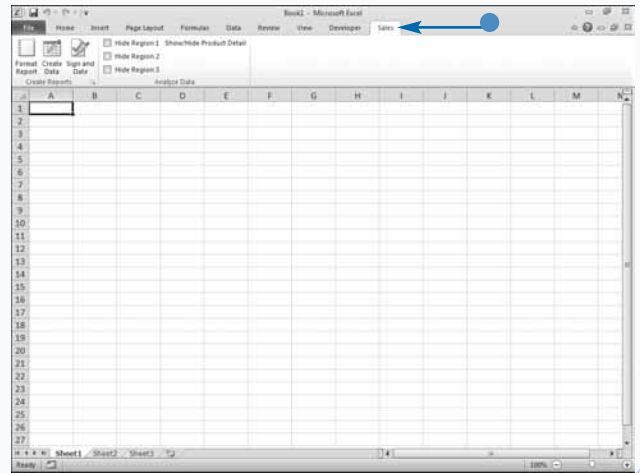 Book1 - Microsoft Excel
File Home Insert Page Layout Formulas Data Review View Developer Sales
Format Report Create Data Sign and Date
Hide Region 1 Show/Hide Product Detail
Hide Region 2
Hide Region 3
Create Reports Analyze Data
A B C D E F G H I J K L M N
1
2
3
4
5
6
7
8
9
10
11
12
13
14
15
16
17
18
19
20
21
22
23
24
25
26
27
Sheet1 Sheet2 Sheet3
Ready 100%